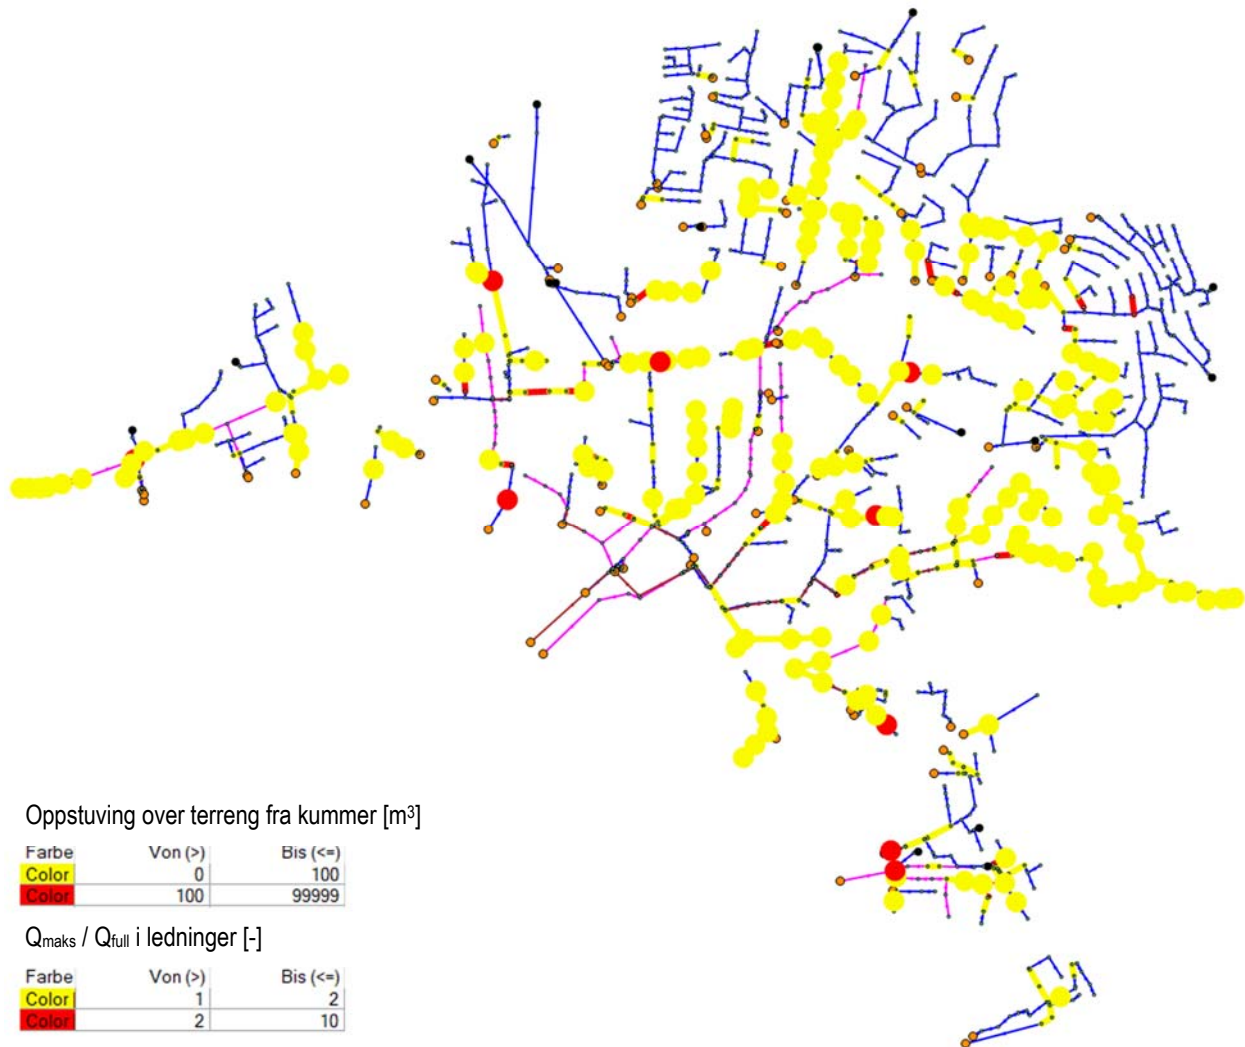 Oppstuving over terreng fra kummer [m³]
Farbe Von (>) Bis (<=)
Color 0 100
Color 100 99999
Qmaks / Qfull i ledninger [-]
Farbe Von (>) Bis (<=)
Color 1 2
Color 2 10